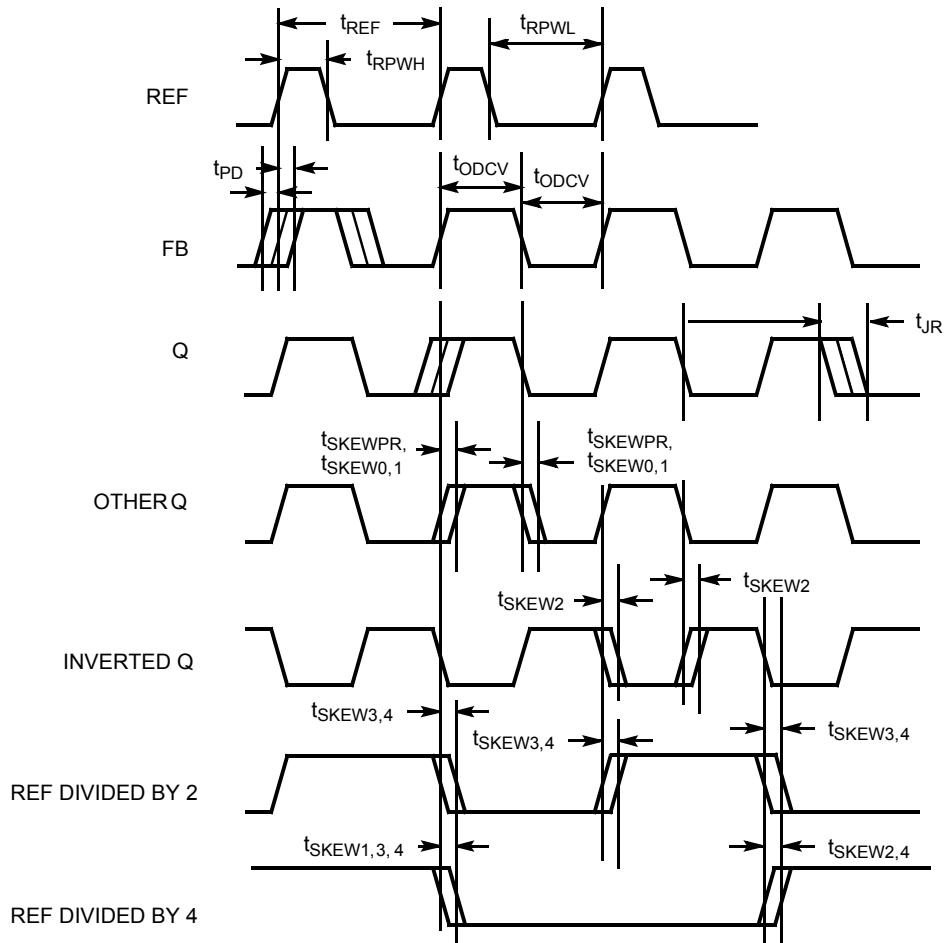 tREF
tRPWL
tRPWH
REF
tPD
tODCV
tODCV
FB
tJR
Q
tSKEWPR,
tSKEW0,1
tSKEWPR,
tSKEW0,1
OTHER Q
tSKEW2
tSKEW2
INVERTED Q
tSKEW3,4
tSKEW3,4
tSKEW3,4
REF DIVIDED BY 2
tSKEW1,3, 4
tSKEW2,4
REF DIVIDED BY 4